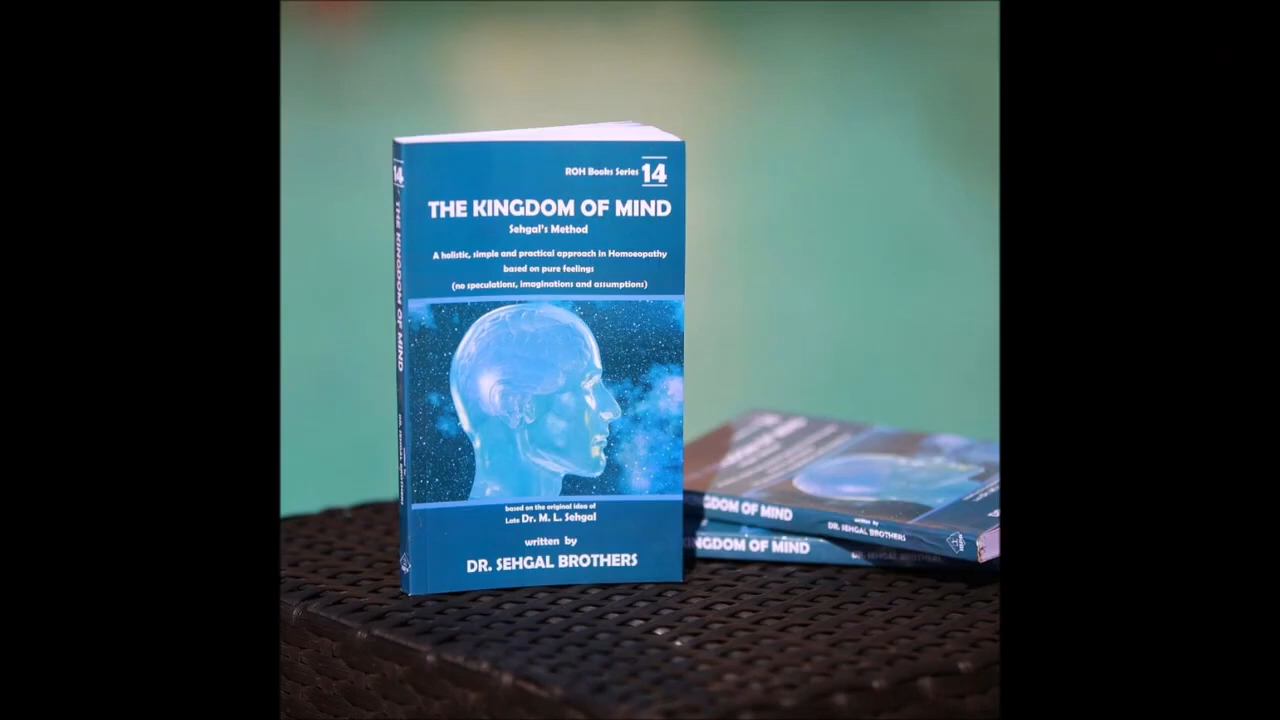 ROH Books Series 14
THE KINGDOM OF MIND
Sehgal's Method
A holistic, simple and practical approach in Homoeopathy
based on pure feelings
(no speculations, imaginations and assumptions)
based on the original idea of
Late Dr. M. L. Sehgal
written by
DR. SEHGAL BROTHERS
14
THE KINGDOM OF MIND
DR. SEHGAL BROTHERS
GDOM OF MIND
written by
DR. SEHGAL BROTHERS
KINGDOM OF MIND
DR. SEHGAL BROTHERS